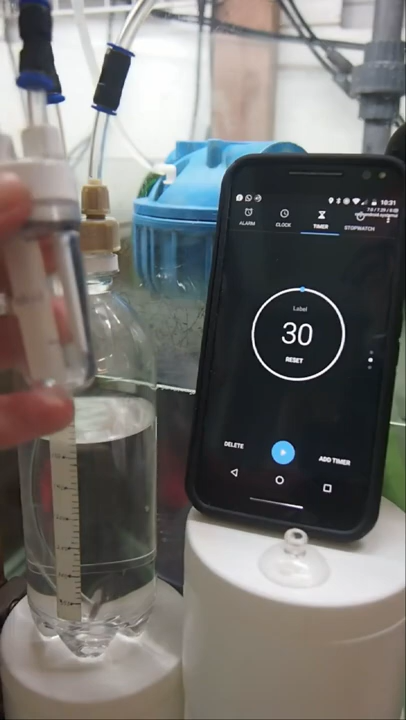 10:31
ALARM CLOCK TIMER STOPWATCH
Label
30
RESET
DELETE
ADD TIMER